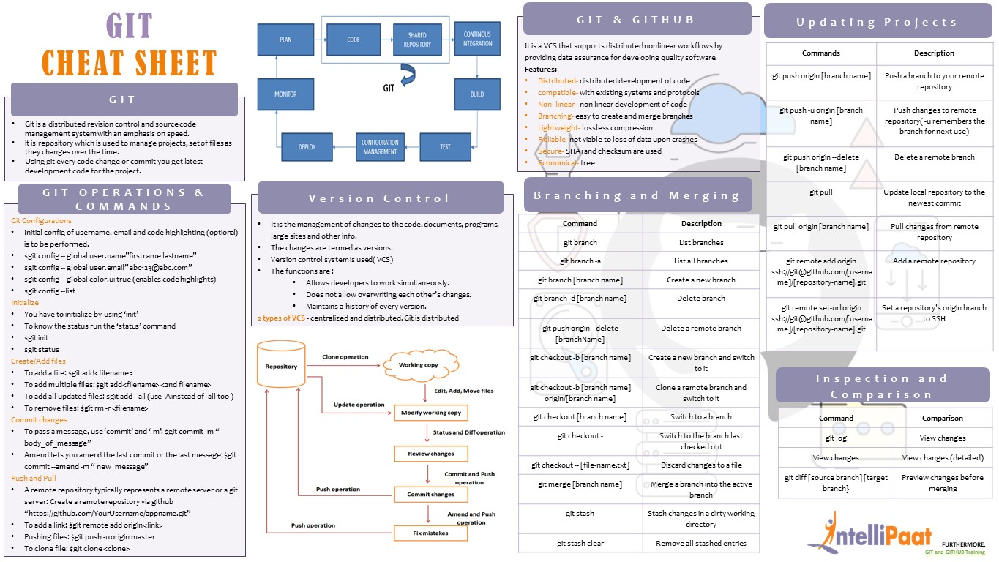 GIT
CHEAT SHEET
GIT
• Git is a distributed revision control and source code
management system with an emphasis on speed.
• it is repository which is used to manage projects, set of files as
they changes over the time.
• Using git every code change or commit you get latest
development code for the project.
GIT OPERATIONS &
COMMANDS
Git Configurations
• Initial config of username, email and code highlighting (optional)
is to be performed.
• $git config -- global user.name"firstname lastname"
• $git config -- global user.email" abc123@abc.com"
• $git config -- global color.ui true (enables code highlights)
• $git config --list
Initialize
• You have to initialize by using 'init'
• To know the status run the 'status' command
• $git init
• $git status
Create/Add files
• To add a file: $git add<filename>
• To add multiple files: $git add<filename> <2nd filename>
• To add all updated files: $git add –all (use -A instead of -all too )
• To remove files: $git rm -r <filename>
Commit changes
• To pass a message, use 'commit' and '-m': $git commit -m "
body_of_message"
• Amend lets you amend the last commit or the last message: $git
commit --amend -m " new_message"
Push and Pull
• A remote repository typically represents a remote server or a git
server: Create a remote repository via github
"https://github.com/YourUsername/appname.git"
• To add a link: $git remote add origin<link>
• Pushing files: $git push -u origin master
• To clone file: $git clone <clone>
PLAN
CODE
SHARED
REPOSITORY
CONTINOUS
INTEGRATION
GIT
MONITOR
BUILD
DEPLOY
CONFIGURATION
MANAGEMENT
TEST
Version Control
• It is the management of changes to the code, documents, programs,
large sites and other info.
• The changes are termed as versions.
• Version control system is used( VCS)
• The functions are :
• Allows developers to work simultaneously.
• Does not allow overwriting each other's changes.
• Maintains a history of every version.
2 types of VCS - centralized and distributed. Git is distributed
Repository
Clone operation
Working copy
Edit, Add, Move files
Update operation
Modify working copy
Status and Diff operation
Review changes
Commit and Push
operation
Push operation
Commit changes
Amend and Push
operation
Push operation
Fix mistakes
GIT & GITHUB
It is a VCS that supports distributed nonlinear workflows by
providing data assurance for developing quality software.
Features:
• Distributed- distributed development of code
• compatible- with existing systems and protocols
• Non- linear- non linear development of code
• Branching- easy to create and merge branches
• Lightweight- lossless compression
• Reliable- not viable to loss of data upon crashes
• Secure- SHA1 and checksum are used
• Economical- free
Branching and Merging
Command Description
git branch List branches
git branch -a List all branches
git branch [branch name] Create a new branch
git branch -d [branch name] Delete branch
git push origin --delete
[branchName]
Delete a remote branch
git checkout -b [branch name]
Create a new branch and switch
to it
git checkout -b [branch name]
origin/[branch name]
Clone a remote branch and
switch to it
git checkout [branch name] Switch to a branch
git checkout -
Switch to the branch last
checked out
git checkout -- [file-name.txt] Discard changes to a file
git merge [branch name]
Merge a branch into the active
branch
git stash
Stash changes in a dirty working
directory
git stash clear Remove all stashed entries
Updating Projects
Commands Description
git push origin [branch name]
Push a branch to your remote
repository
git push -u origin [branch
name]
Push changes to remote
repository( -u remembers the
branch for next use)
git push origin --delete
[branch name]
Delete a remote branch
git pull
Update local repository to the
newest commit
git pull origin [branch name]
Pull changes from remote
repository
git remote add origin
ssh://git@github.com/[userna
me]/[repository-name].git
Add a remote repository
git remote set-url origin
ssh://git@github.com/[userna
me]/[repository-name].git
Set a repository's origin branch
to SSH
Inspection and
Comparison
Command Comparison
git log View changes
View changes View changes (detailed)
git diff [source branch] [target
branch}
Preview changes before
merging
IntelliPaat
FURTHERMORE:
GIT and GITHUB Training